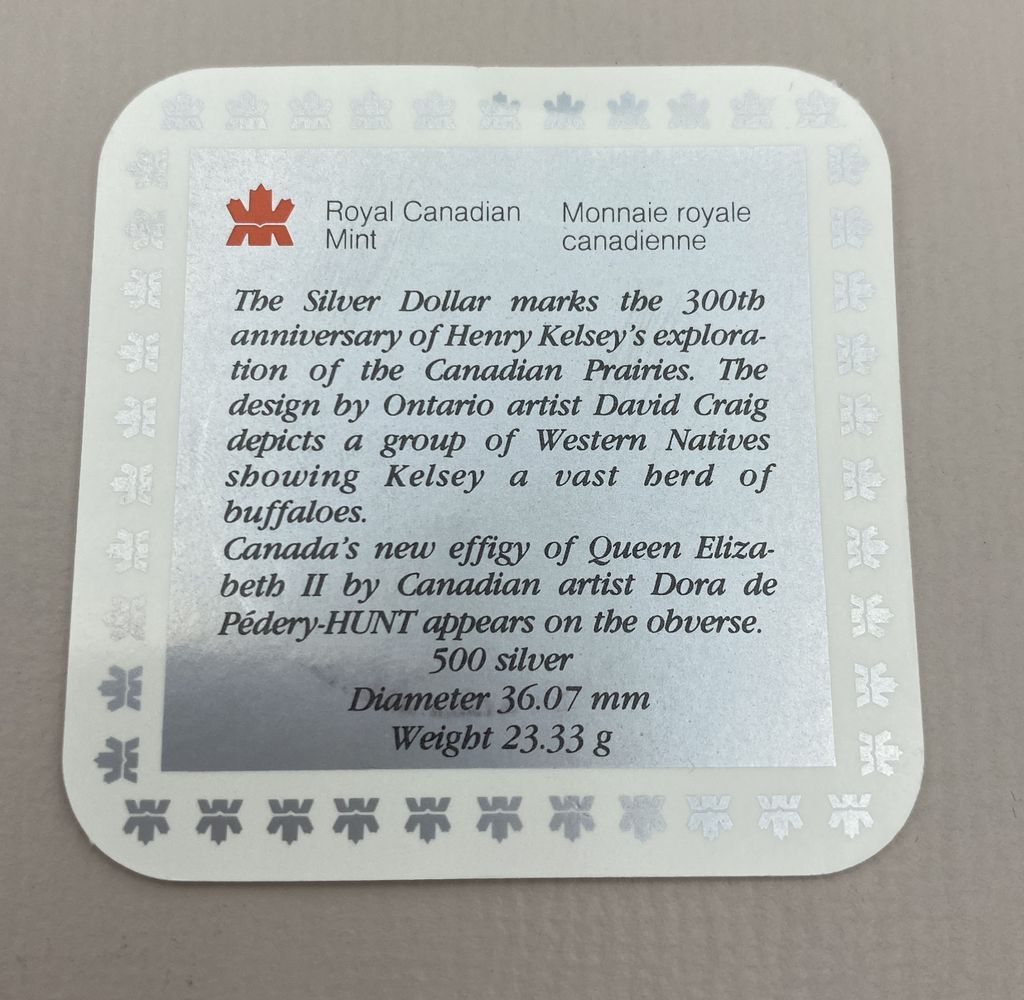 Royal Canadian Mint
Monnaie royale canadienne
The Silver Dollar marks the 300th
anniversary of Henry Kelsey's explora-
tion of the Canadian Prairies. The
design by Ontario artist David Craig
depicts a group of Western Natives
showing Kelsey a vast herd of
buffaloes.
Canada's new effigy of Queen Eliza-
beth II by Canadian artist Dora de
Pédery-HUNT appears on the obverse.
500 silver
Diameter 36.07 mm
Weight 23.33 g